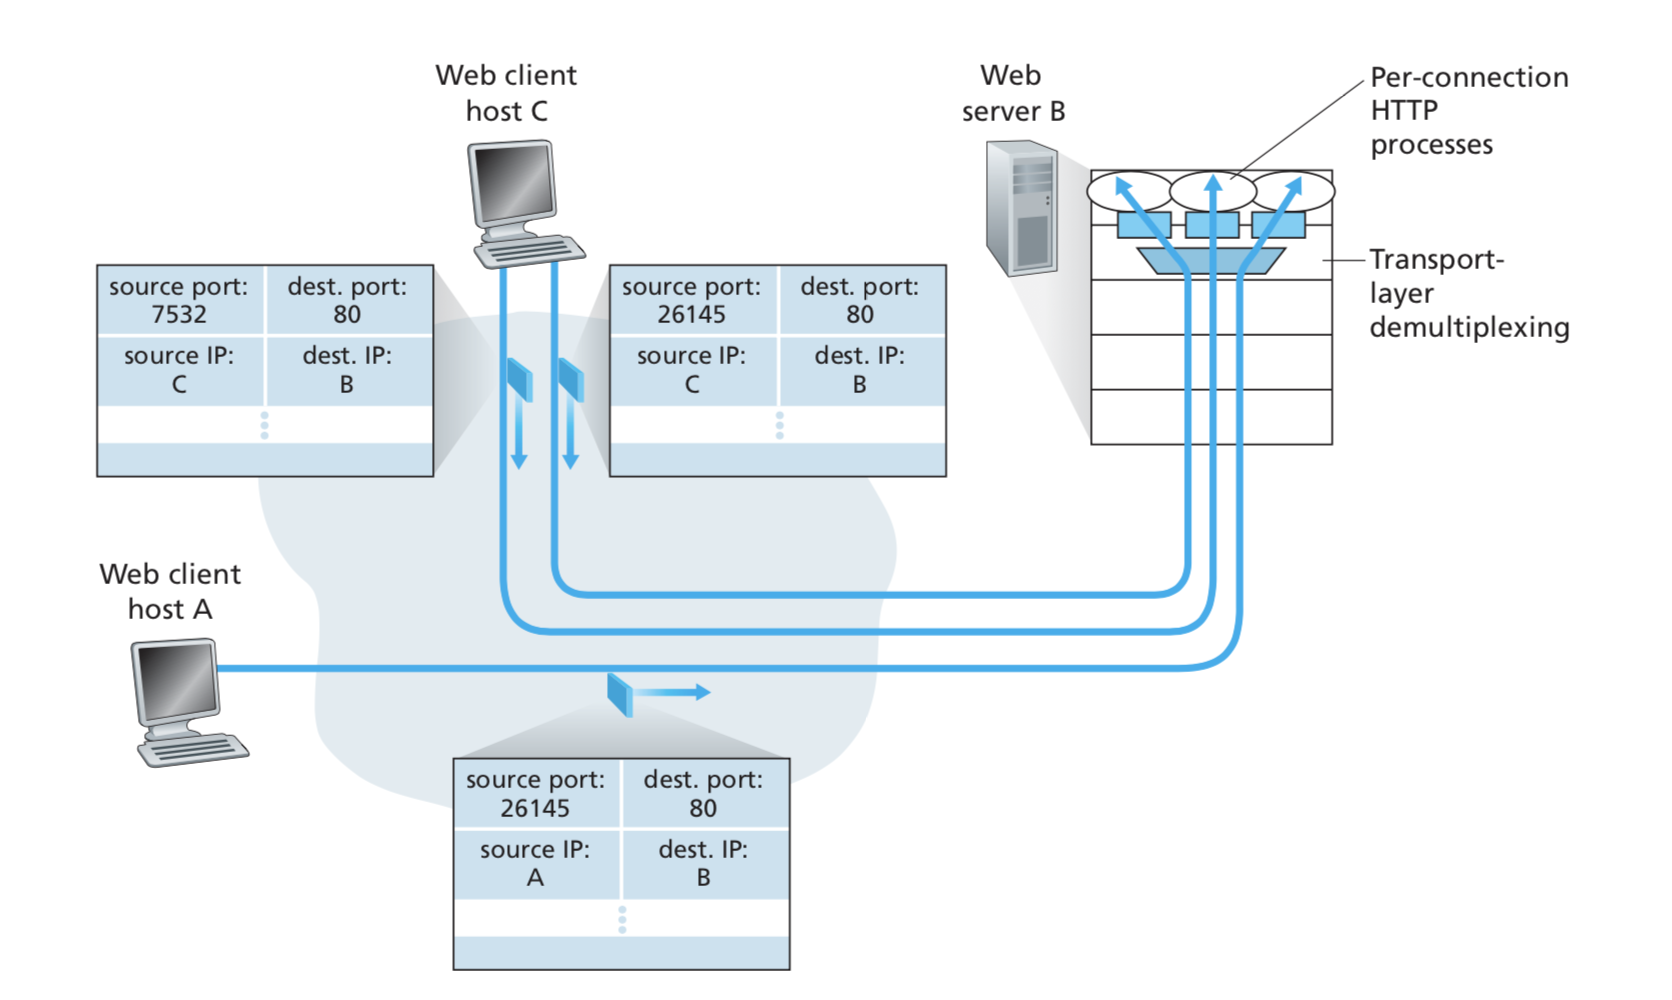 Web client
host C
Web
server B
Per-connection
HTTP
processes
Transport-
layer
demultiplexing
source port:
7532
dest. port:
80
source IP:
C
dest. IP:
B
source port:
26145
dest. port:
80
source IP:
C
dest. IP:
B
Web client
host A
source port:
26145
dest. port:
80
source IP:
A
dest. IP:
B